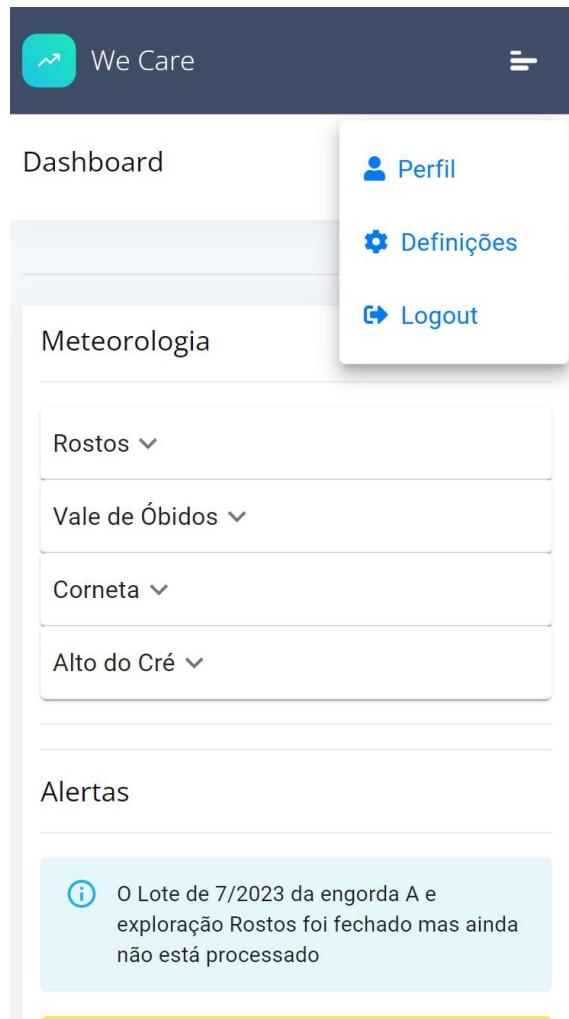 We Care
Dashboard
Perfil
Definições
Logout
Meteorologia
Rostos
Vale de Óbidos
Corneta
Alto do Cré
Alertas
O Lote de 7/2023 da engorda A e
exploração Rostos foi fechado mas ainda
não está processado